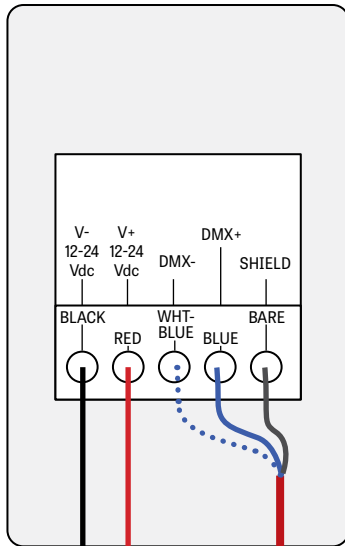 V-
12-24
Vdc
V+
12-24
Vdc
DMX-
DMX+
SHIELD
BLACK
RED
WHT-
BLUE
BLUE
BARE